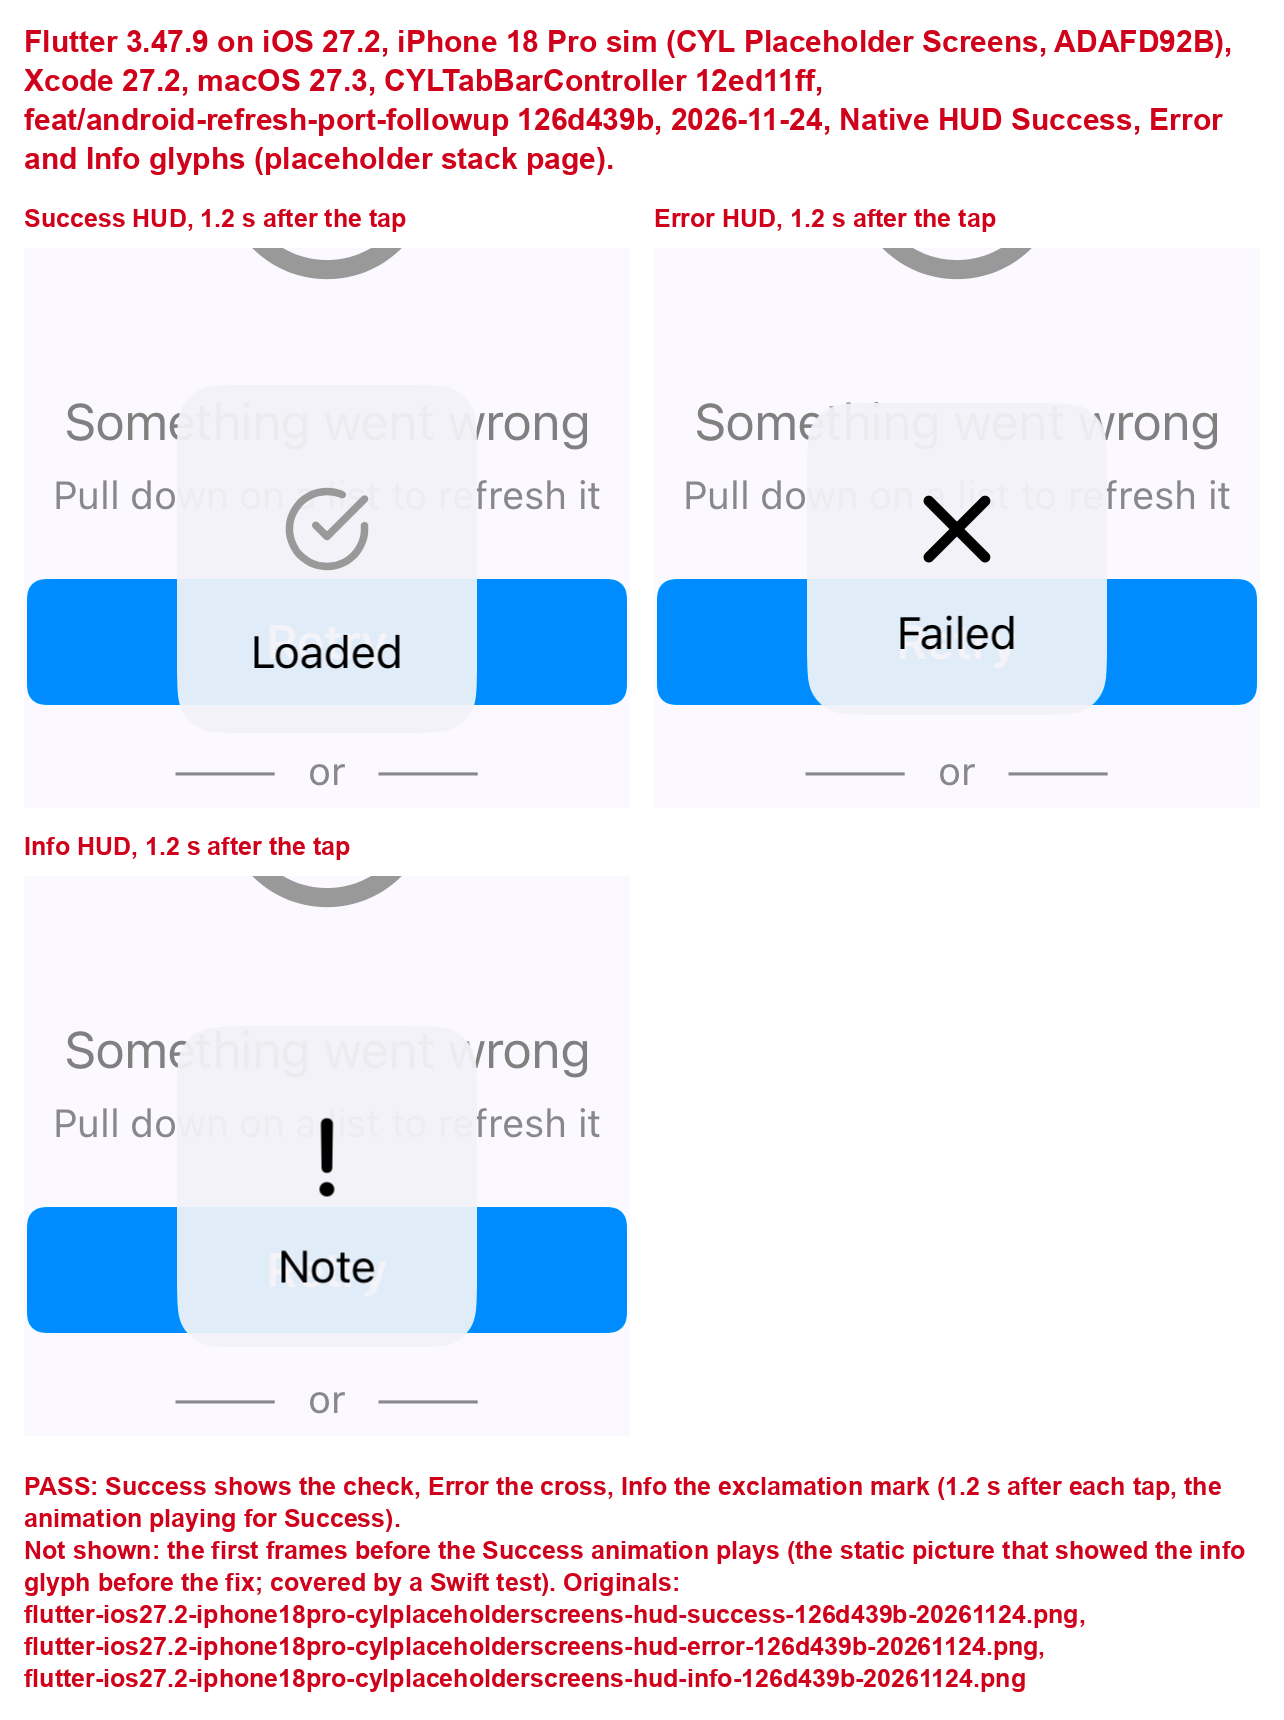 Flutter 3.47.9 on iOS 27.2, iPhone 18 Pro sim (CYL Placeholder Screens, ADAFD92B),
Xcode 27.2, macOS 27.3, CYLTabBarController 12ed11ff,
feat/android-refresh-port-followup 126d439b, 2026-11-24, Native HUD Success, Error
and Info glyphs (placeholder stack page).
Success HUD, 1.2 s after the tap
Something went wrong
Pull down on a list to refresh it
Retry
Loaded
or
Error HUD, 1.2 s after the tap
Something went wrong
Pull down on a list to refresh it
Retry
Failed
or
Info HUD, 1.2 s after the tap
Something went wrong
Pull down on a list to refresh it
Retry
Note
or
PASS: Success shows the check, Error the cross, Info the exclamation mark (1.2 s after each tap, the
animation playing for Success).
Not shown: the first frames before the Success animation plays (the static picture that showed the info
glyph before the fix; covered by a Swift test). Originals:
flutter-ios27.2-iphone18pro-cylplaceholderscreens-hud-success-126d439b-20261124.png,
flutter-ios27.2-iphone18pro-cylplaceholderscreens-hud-error-126d439b-20261124.png,
flutter-ios27.2-iphone18pro-cylplaceholderscreens-hud-info-126d439b-20261124.png